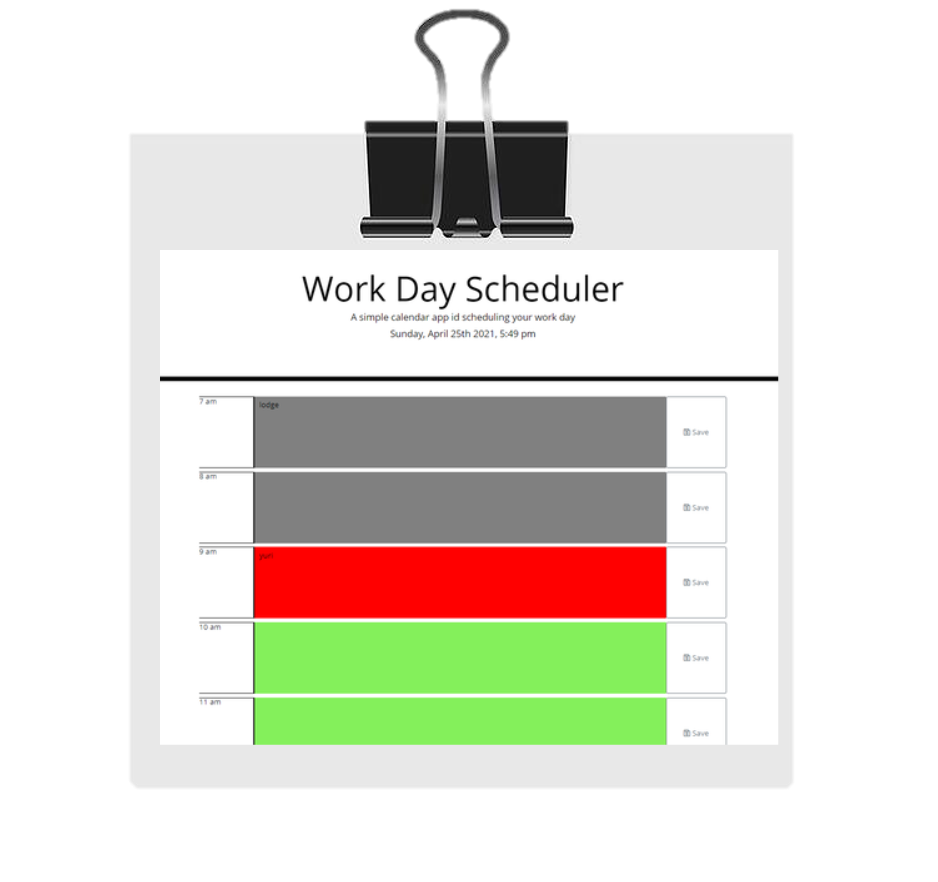 Work Day Scheduler
A simple calendar app id scheduling your work day
Sunday, April 25th 2021, 5:49 pm
7 am
lodge
Save
8 am
Save
9 am
Save
10 am
Save
11 am
Save